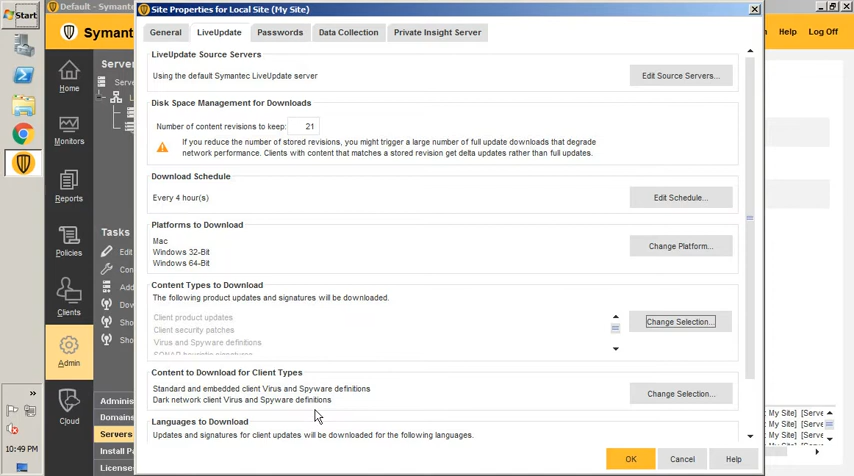 Start
Default - Symant
Site Properties for Local Site (My Site)
Symant
Help
Log Off
General
LiveUpdate
Passwords
Data Collection
Private Insight Server
Home
Monitors
Reports
Policies
Clients
Admin
Cloud
Server
Serve
L
Tasks
Edit
Con
Dow
Sho
Sho
Adminis
Domains
Servers
Install Pa
Licenses
LiveUpdate Source Servers
Using the default Symantec LiveUpdate server
Edit Source Servers...
Disk Space Management for Downloads
Number of content revisions to keep: 21
If you reduce the number of stored revisions, you might trigger a large number of full update downloads that degrade
network performance. Clients with content that matches a stored revision get delta updates rather than full updates.
Download Schedule
Every 4 hour(s)
Edit Schedule...
Platforms to Download
Mac
Windows 32-Bit
Windows 64-Bit
Change Platform...
Content Types to Download
The following product updates and signatures will be downloaded.
Client product updates
Client security patches
Virus and Spyware definitions
SONAR heuristic signatures
Change Selection...
Content to Download for Client Types
Standard and embedded client Virus and Spyware definitions
Dark network client Virus and Spyware definitions
Change Selection...
Languages to Download
Updates and signatures for client updates will be downloaded for the following languages.
OK
Cancel
Help
t: My Site] [Serve
t: My Site] [Serve
10:49 PM